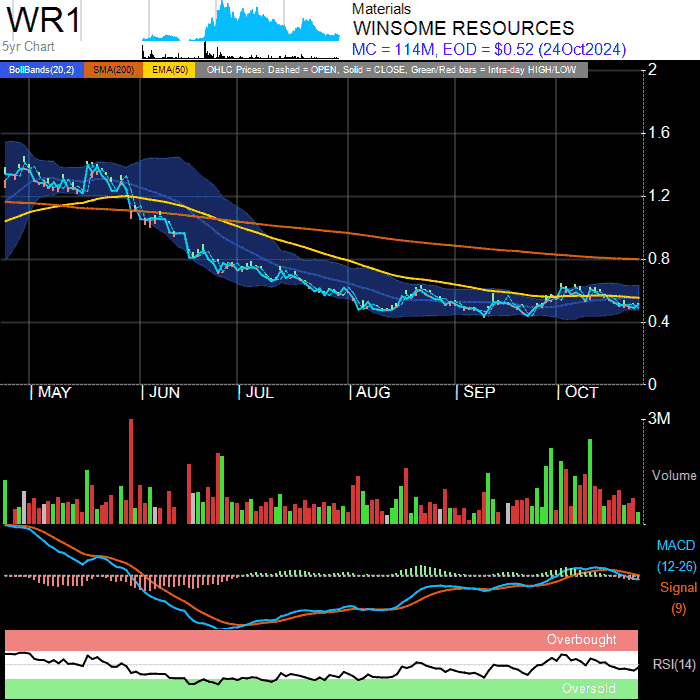 WR1
5yr Chart
Materials
WINSOME RESOURCES
MC = 114M, EOD = $0.52 (24Oct2024)
BollBands(20,2) SMA(200) EMA(50) OHLC Prices: Dashed = OPEN, Solid = CLOSE, Green/Red bars = Intra-day HIGH/LOW
2
1.6
1.2
0.8
0.4
0
MAY JUN JUL AUG SEP OCT
3M
Volume
MACD
(12-26)
Signal
(9)
Overbought
RSI(14)
Oversold